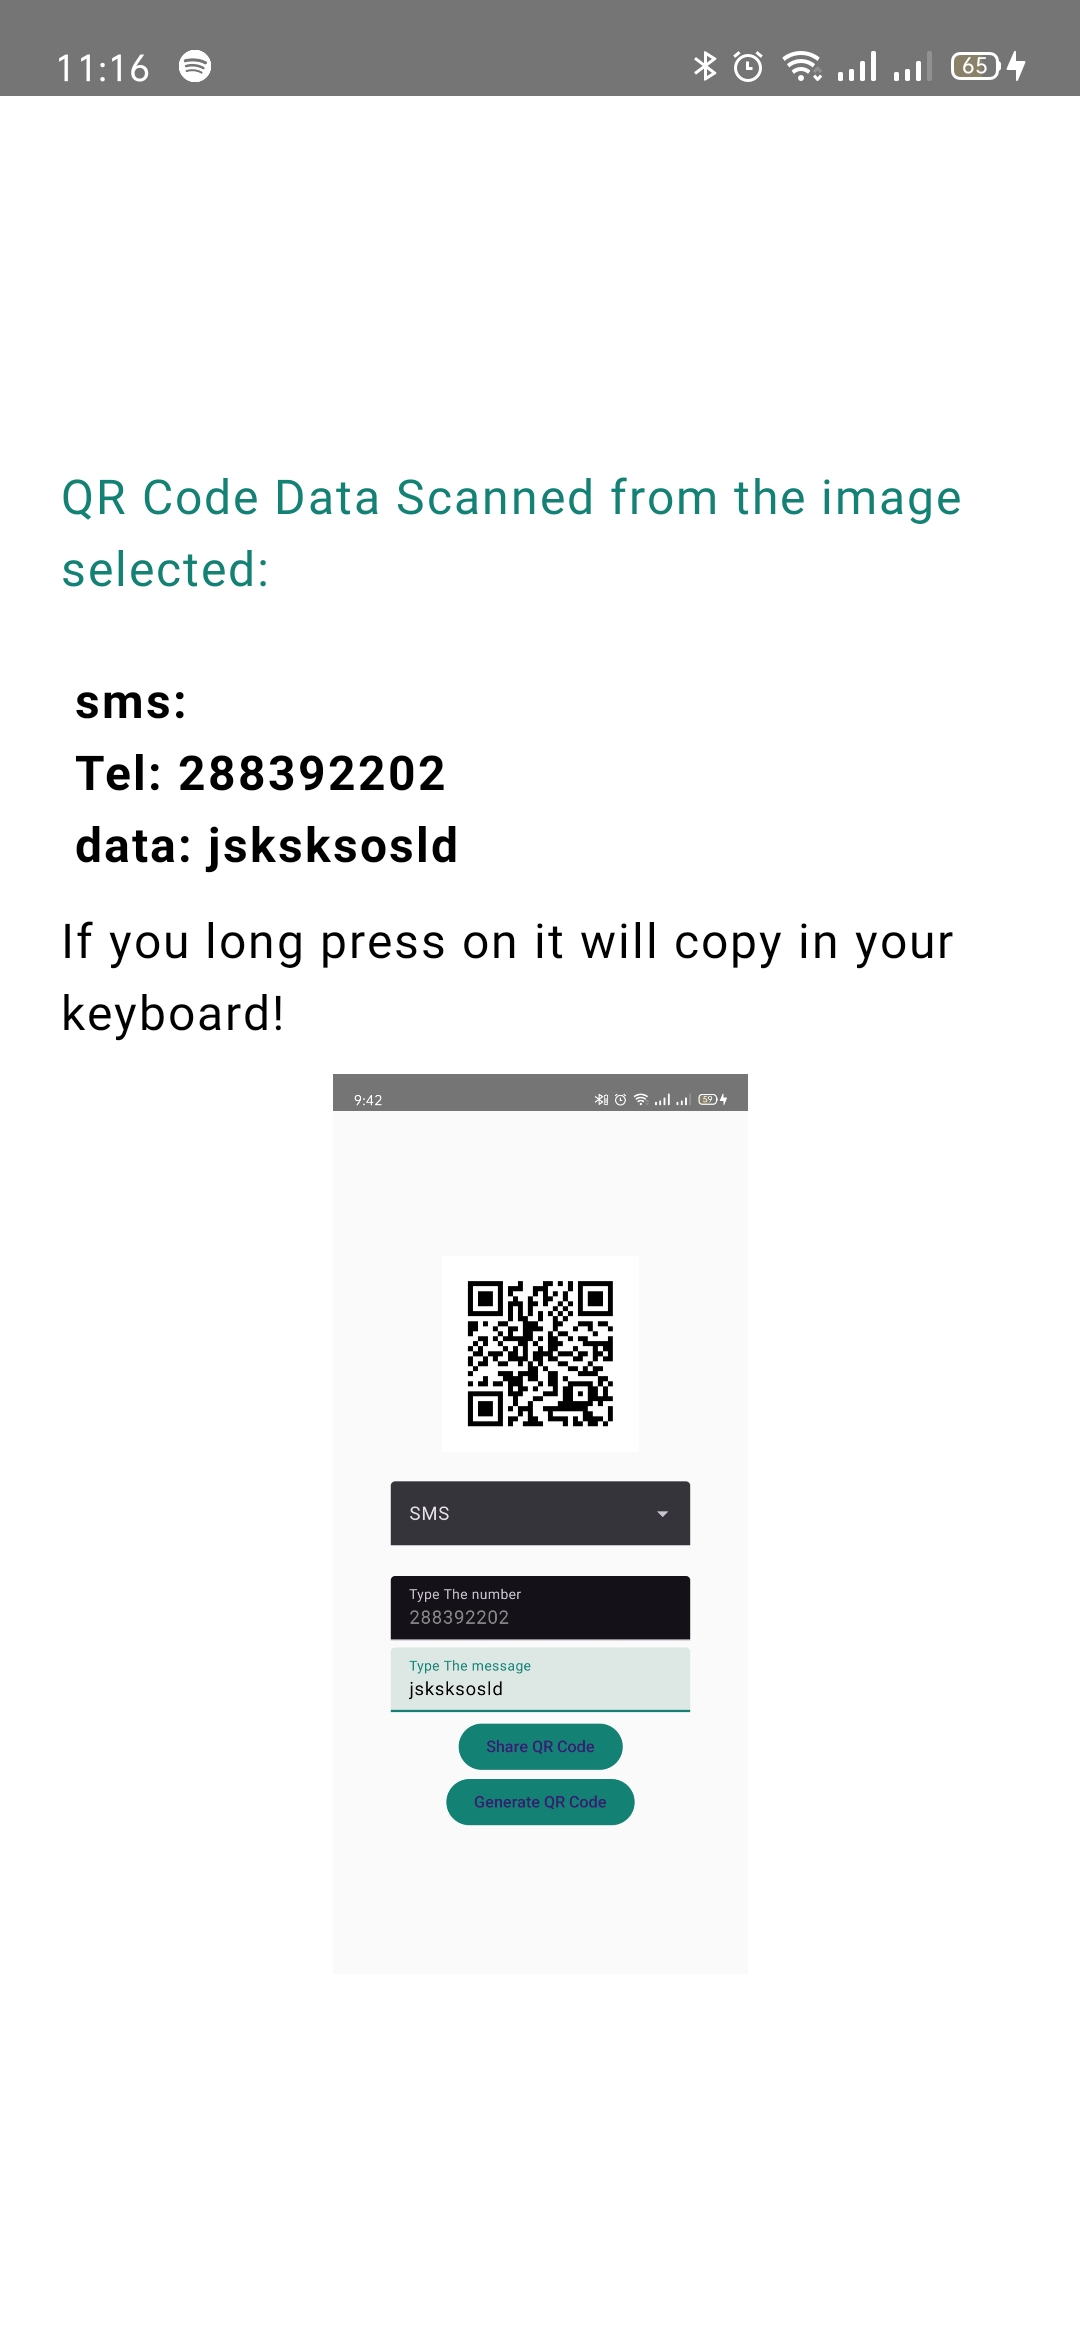 11:16
65
QR Code Data Scanned from the image
selected:
sms:
Tel: 288392202
data: jsksksosld
If you long press on it will copy in your
keyboard!
9:42
59
SMS
Type The number
288392202
Type The message
jsksksosld
Share QR Code
Generate QR Code